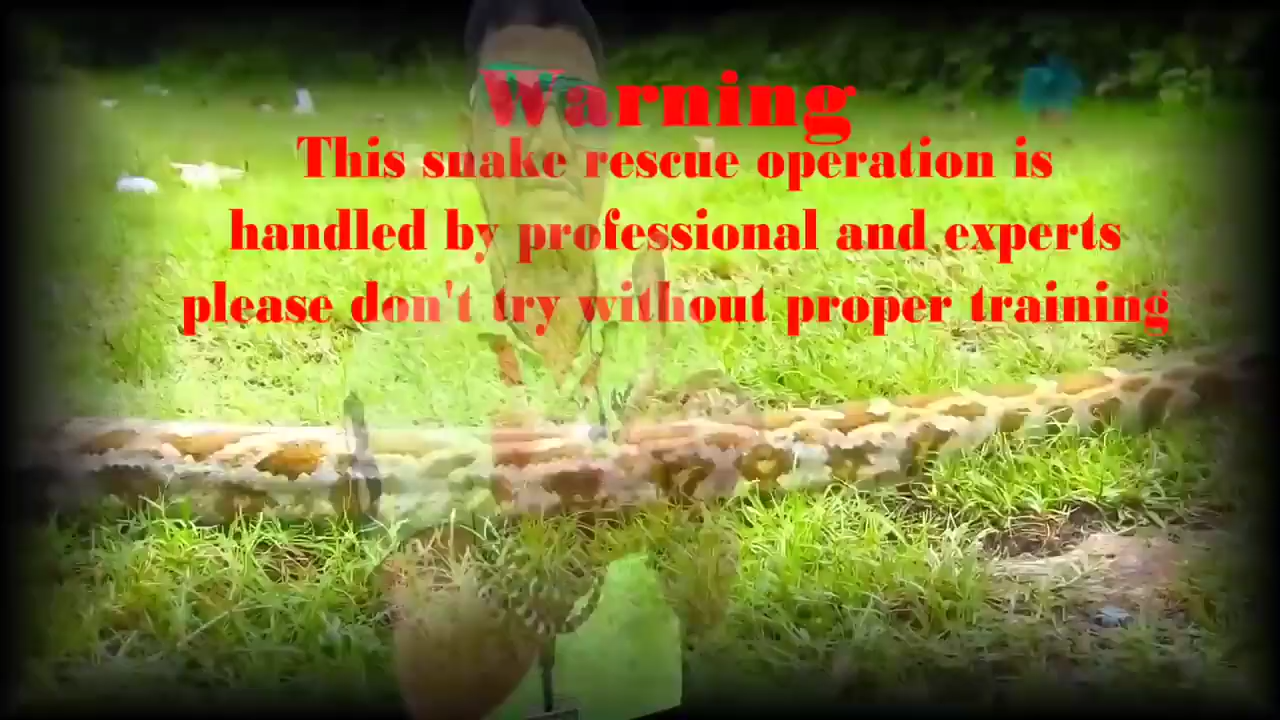 Warning
This snake rescue operation is
handled by professional and experts
please don't try without proper training